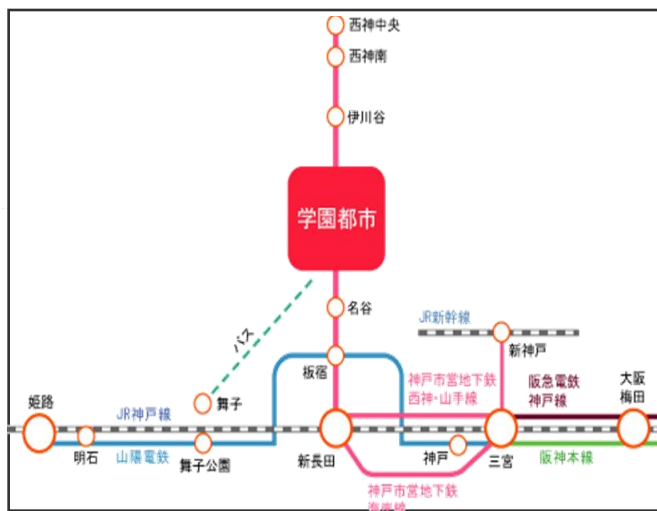 西神中央
西神南
伊川谷
学園都市
名谷
バス
JR新幹線
新神戸
板宿
神戸市営地下鉄
西神・山手線
阪急電鉄
神戸線
大阪
梅田
姫路
JR神戸線
舞子
明石
山陽電鉄
舞子公園
新長田
神戸
三宮
阪神本線
神戸市営地下鉄